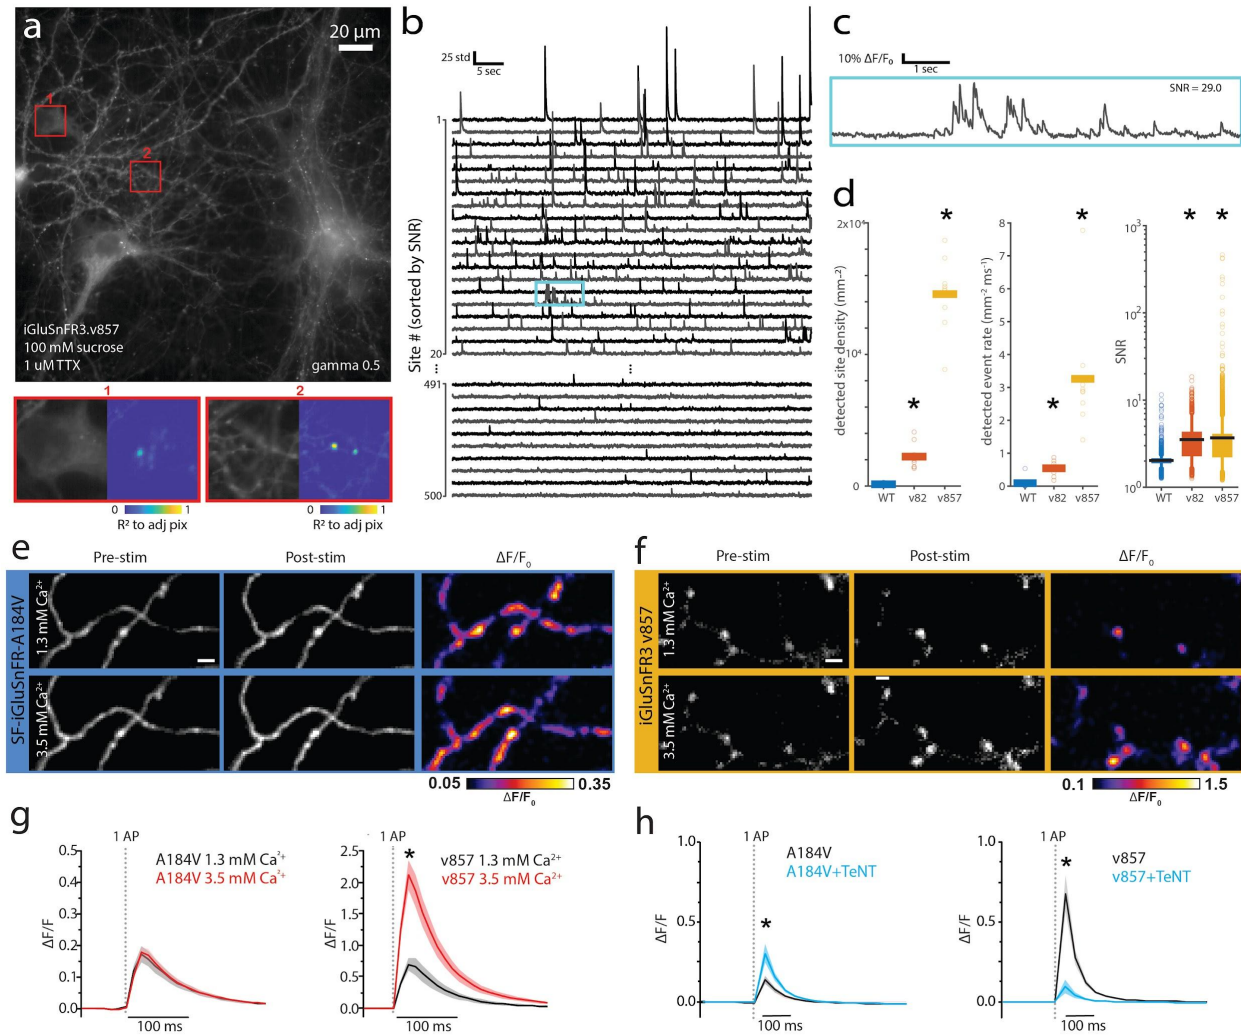 a
20 µm
1
2
iGluSnFR3.v857
100 mM sucrose
1 uM TTX
gamma 0.5
1
2
0 1
R² to adj pix
0 1
R² to adj pix
b
25 std
5 sec
Site # (sorted by SNR)
1
20
⋮ ⋮
491
500
c
10% ΔF/F₀
1 sec
SNR = 29.0
d
detected site density (mm-²)
2x10⁴
10⁴
0
WT v82 v857
* *
detected event rate (mm⁻² ms⁻¹)
8
7
6
5
4
3
2
1
0
WT v82 v857
* *
SNR
10³
10²
10¹
10⁰
WT v82 v857
* *
e
Pre-stim Post-stim ΔF/F₀
SF-iGluSnFR-A184V
1.3 mM Ca²⁺
3.5 mM Ca²⁺
0.05 0.35
ΔF/F₀
f
Pre-stim Post-stim ΔF/F₀
iGluSnFR3 v857
1.3 mM Ca²⁺
3.5 mM Ca²⁺
0.1 1.5
ΔF/F₀
g
1 AP
A184V 1.3 mM Ca²⁺
A184V 3.5 mM Ca²⁺
ΔF/F
0.5
0.4
0.3
0.2
0.1
0.0
100 ms
1 AP
*
v857 1.3 mM Ca²⁺
v857 3.5 mM Ca²⁺
ΔF/F
2.5
2.0
1.5
1.0
0.5
0.0
100 ms
h
1 AP
A184V
A184V+TeNT
*
ΔF/F
1.0
0.5
0.0
100 ms
1 AP
*
v857
v857+TeNT
ΔF/F
1.0
0.5
0.0
100 ms